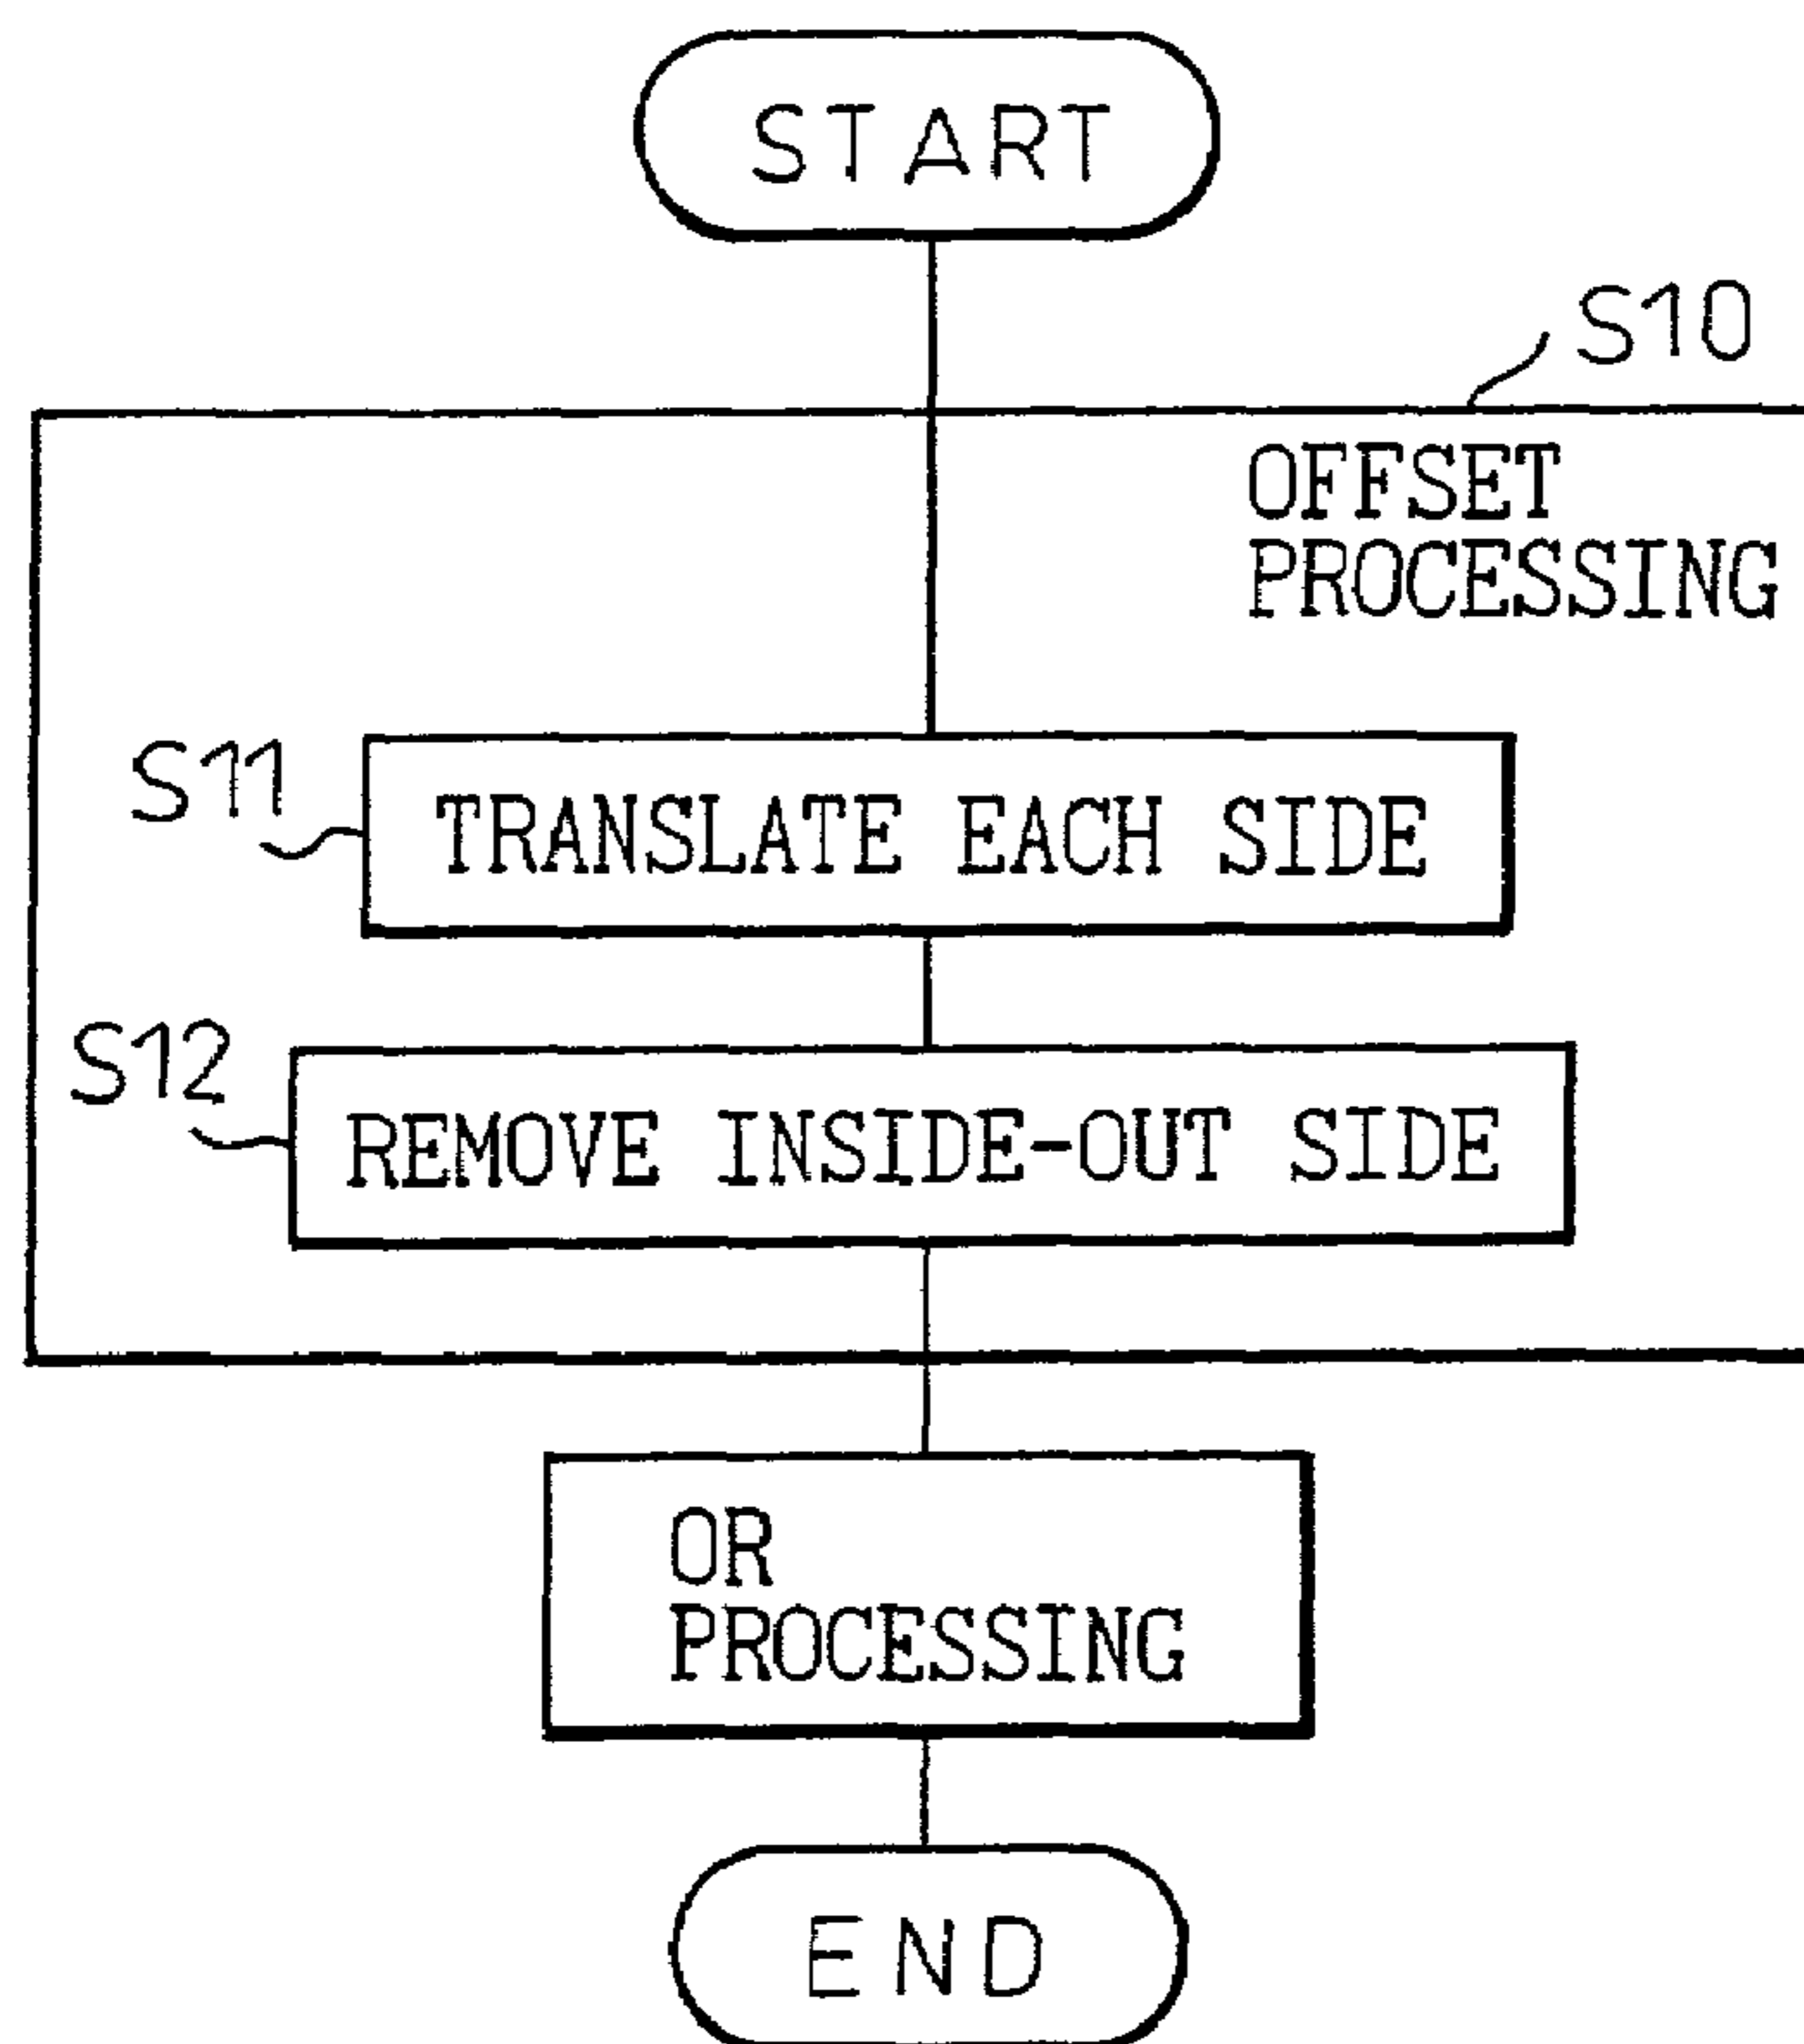 START
S10
OFFSET
PROCESSING
S11
TRANSLATE EACH SIDE
S12
REMOVE INSIDE-OUT SIDE
OR
PROCESSING
END